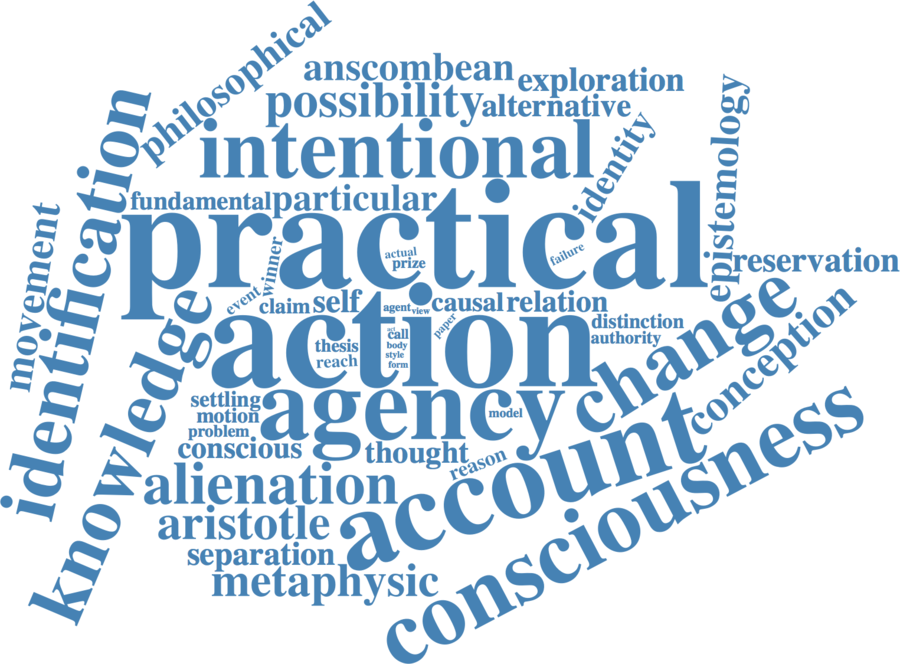 philosophical
anscombean
exploration
possibility
alternative
intentional
identity
epistemology
identification
movement
fundamental
particular
practical
winner
actual
prize
failure
reservation
event
claim
self
agent
view
causal
relation
paper
change
knowledge
action
act
call
body
style
form
thesis
reach
distinction
authority
conception
settling
motion
problem
agency
model
conscious
thought
reason
account
alienation
aristotle
separation
metaphysic
consciousness